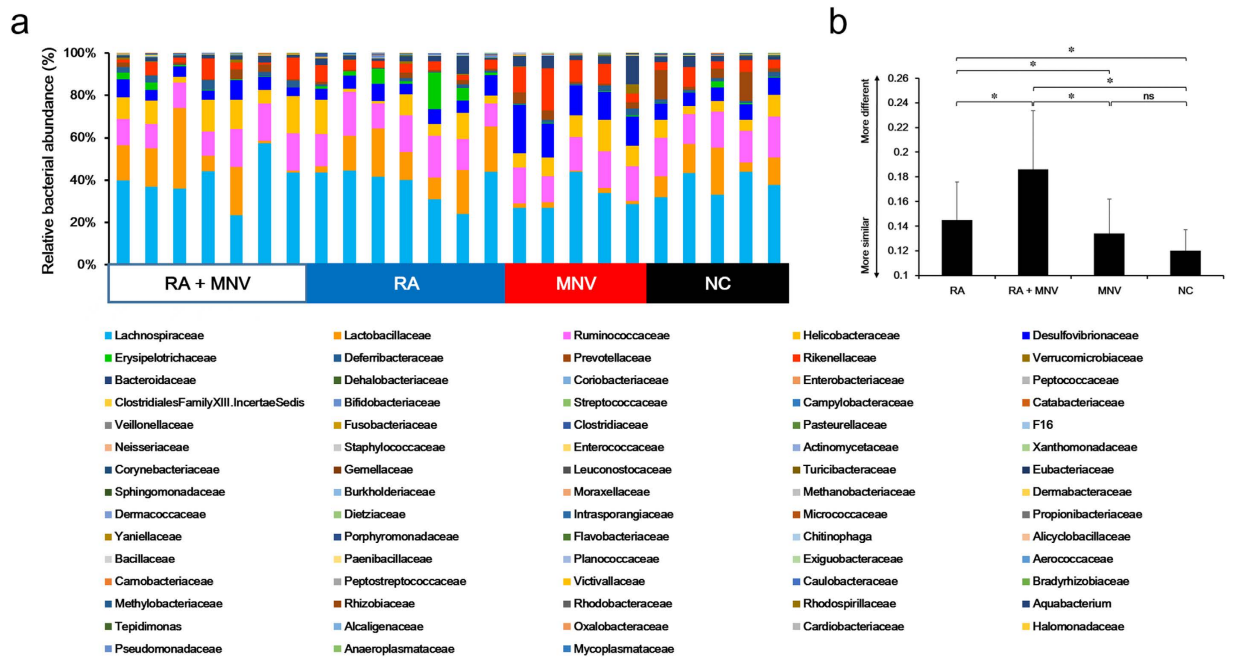 a
b
Relative bacterial abundance (%)
100%
80%
60%
40%
20%
0%
RA + MNV
RA
MNV
NC
More different
More similar
0.26
0.24
0.22
0.2
0.18
0.16
0.14
0.12
0.1
*
*
*
*
*
ns
RA
RA + MNV
MNV
NC
Lachnospiraceae Lactobacillaceae Ruminococcaceae Helicobacteraceae Desulfovibrionaceae
Erysipelotrichaceae Deferribacteraceae Prevotellaceae Rikenellaceae Verrucomicrobiaceae
Bacteroidaceae Dehalobacteriaceae Coriobacteriaceae Enterobacteriaceae Peptococcaceae
ClostridialesFamilyXIII.IncertaeSedis Bifidobacteriaceae Streptococcaceae Campylobacteraceae Catabacteriaceae
Veillonellaceae Fusobacteriaceae Clostridiaceae Pasteurellaceae F16
Neisseriaceae Staphylococcaceae Enterococcaceae Actinomycetaceae Xanthomonadaceae
Corynebacteriaceae Gemellaceae Leuconostocaceae Turicibacteraceae Eubacteriaceae
Sphingomonadaceae Burkholderiaceae Moraxellaceae Methanobacteriaceae Dermabacteraceae
Dermacoccaceae Dietziaceae Intrasporangiaceae Micrococcaceae Propionibacteriaceae
Yaniellaceae Porphyromonadaceae Flavobacteriaceae Chitinophaga Alicyclobacillaceae
Bacillaceae Paenibacillaceae Planococcaceae Exiguobacteraceae Aerococcaceae
Carnobacteriaceae Peptostreptococcaceae Victivallaceae Caulobacteraceae Bradyrhizobiaceae
Methylobacteriaceae Rhizobiaceae Rhodobacteraceae Rhodospirillaceae Aquabacterium
Tepidimonas Alcaligenaceae Oxalobacteraceae Cardiobacteriaceae Halomonadaceae
Pseudomonadaceae Anaeroplasmataceae Mycoplasmataceae